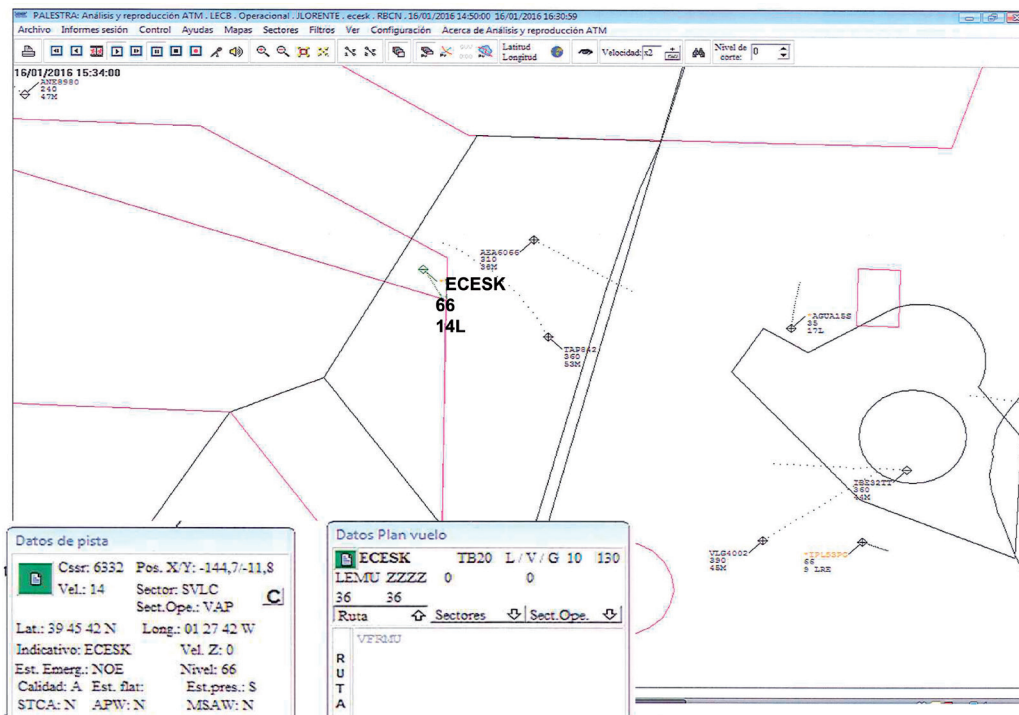 PALESTRA: Análisis y reproducción ATM . LECB . Operacional . JLORENTE . ecesk . RBCN . 16/01/2016 14:50:00 16/01/2016 16:30:59
Archivo Informes sesión Control Ayudas Mapas Sectores Filtros Ver Configuración Acerca de Análisis y reproducción ATM
Latitud
Longitud
Velocidad: x2
Nivel de
corte: 0
16/01/2016 15:34:00
ANE8980
240
47M
AEA6066
310
38M
ECESK
66
14L
TAP842
360
53M
*AGUA15S
35
17L
IBE32TT
360
44M
VLG4002
390
45M
66
9 LRE
Datos de pista
Cssr: 6332 Pos. X/Y: -144,7/-11,8
Vel.: 14 Sector: SVLC
Sect.Ope.: VAP C
Lat.: 39 45 42 N Long.: 01 27 42 W
Indicativo: ECESK Vel. Z: 0
Est. Emerg.: NOE Nivel: 66
Calidad: A Est. flat: Est.pres.: S
STCA: N APW: N MSAW: N
Datos Plan vuelo
ECESK TB20 L / V / G 10 130
LEMU ZZZZ 0 0
36 36
Ruta Sectores Sect.Ope.
VFRMU
R
U
T
A